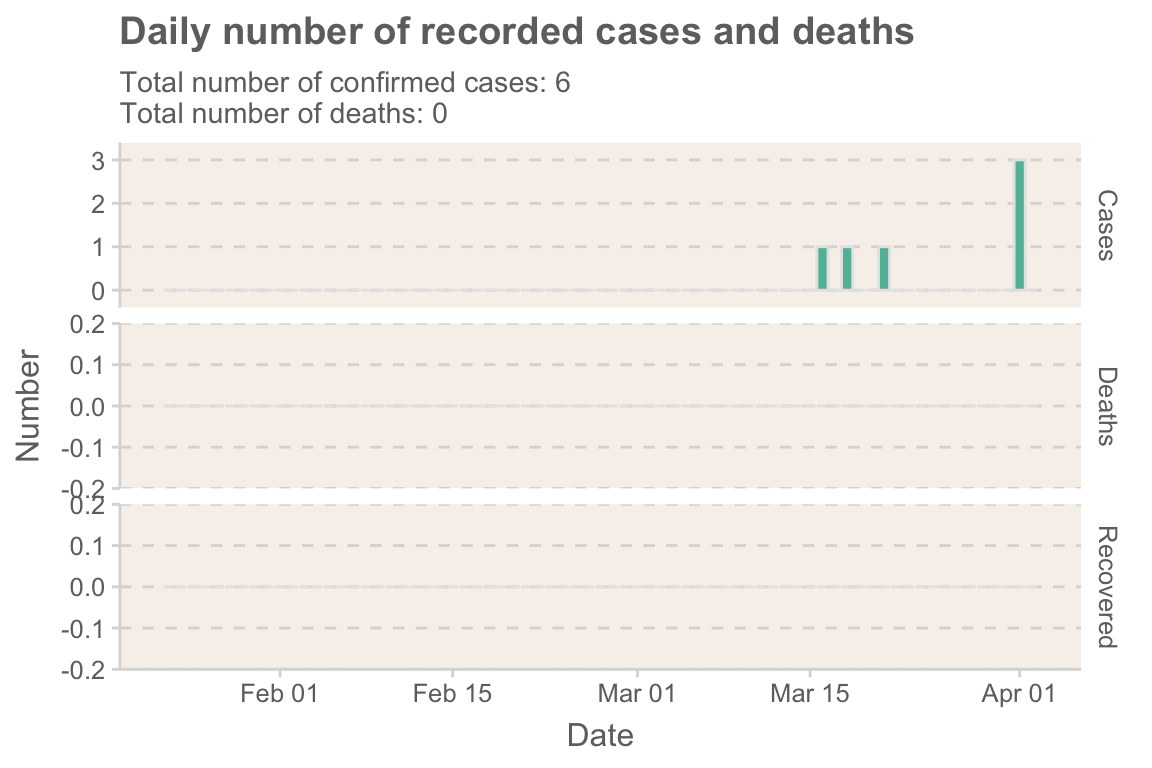 Daily number of recorded cases and deaths
Total number of confirmed cases: 6
Total number of deaths: 0
3
2
1
0
Cases
0.2
0.1
0.0
-0.1
-0.2
Deaths
0.2
0.1
0.0
-0.1
-0.2
Recovered
Number
Feb 01 Feb 15 Mar 01 Mar 15 Apr 01
Date